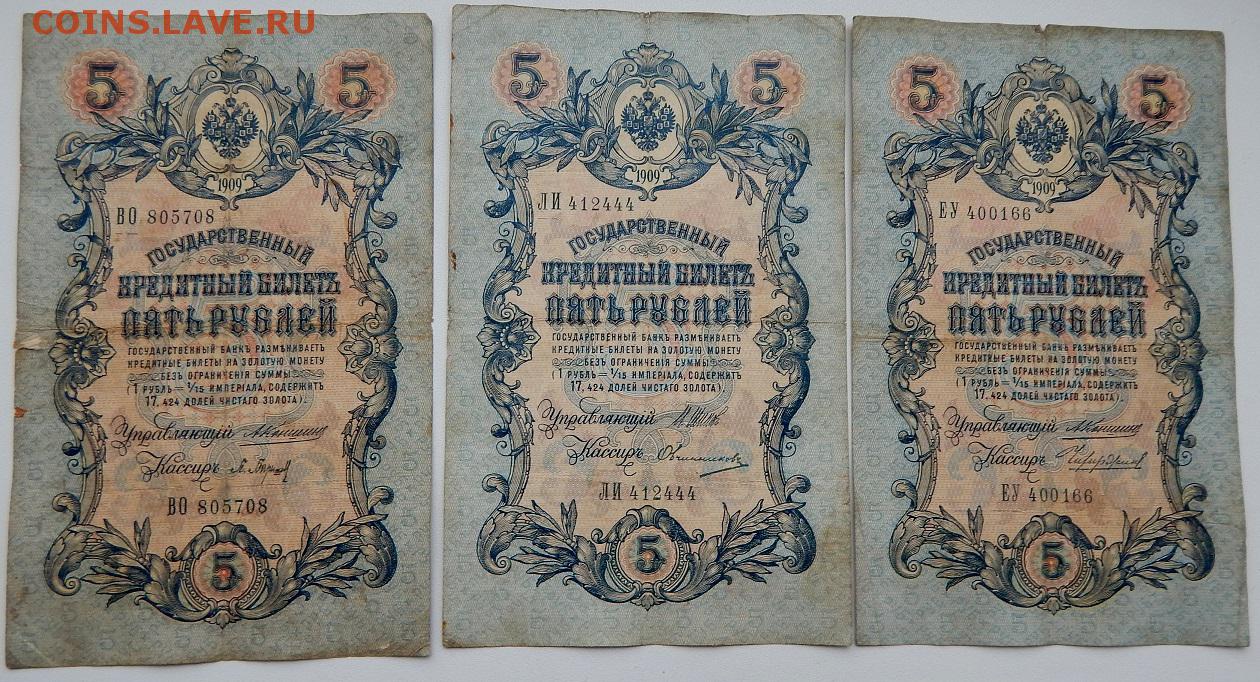 COINS.LAVE.RU
5 5
1909
ВО 805708
ГОСУДАРСТВЕННЫЙ
КРЕДИТНЫЙ БИЛЕТЪ
ПЯТЬ РУБЛЕЙ
ГОСУДАРСТВЕННЫЙ БАНКЪ РАЗМѢНИВАЕТЪ
КРЕДИТНЫЕ БИЛЕТЫ НА ЗОЛОТУЮ МОНЕТУ
БЕЗЪ ОГРАНИЧЕНІЯ СУММЫ
(1 РУБЛЬ = 1/15 ИМПЕРІАЛА, СОДЕРЖИТЪ
17,424 ДОЛЕЙ ЧИСТАГО ЗОЛОТА).
Управляющій
Кассиръ
ВО 805708
5
5 5
1909
ЛИ 412444
ГОСУДАРСТВЕННЫЙ
КРЕДИТНЫЙ БИЛЕТЪ
ПЯТЬ РУБЛЕЙ
ГОСУДАРСТВЕННЫЙ БАНКЪ РАЗМѢНИВАЕТЪ
КРЕДИТНЫЕ БИЛЕТЫ НА ЗОЛОТУЮ МОНЕТУ
БЕЗЪ ОГРАНИЧЕНІЯ СУММЫ
(1 РУБЛЬ = 1/15 ИМПЕРІАЛА, СОДЕРЖИТЪ
17,424 ДОЛЕЙ ЧИСТАГО ЗОЛОТА).
Управляющій
Кассиръ Овчинниковъ
ЛИ 412444
5
5 5
1909
ЕУ 400166
ГОСУДАРСТВЕННЫЙ
КРЕДИТНЫЙ БИЛЕТЪ
ПЯТЬ РУБЛЕЙ
ГОСУДАРСТВЕННЫЙ БАНКЪ РАЗМѢНИВАЕТЪ
КРЕДИТНЫЕ БИЛЕТЫ НА ЗОЛОТУЮ МОНЕТУ
БЕЗЪ ОГРАНИЧЕНІЯ СУММЫ
(1 РУБЛЬ = 1/15 ИМПЕРІАЛА, СОДЕРЖИТЪ
17,424 ДОЛЕЙ ЧИСТАГО ЗОЛОТА).
Управляющій
Кассиръ
ЕУ 400166
5